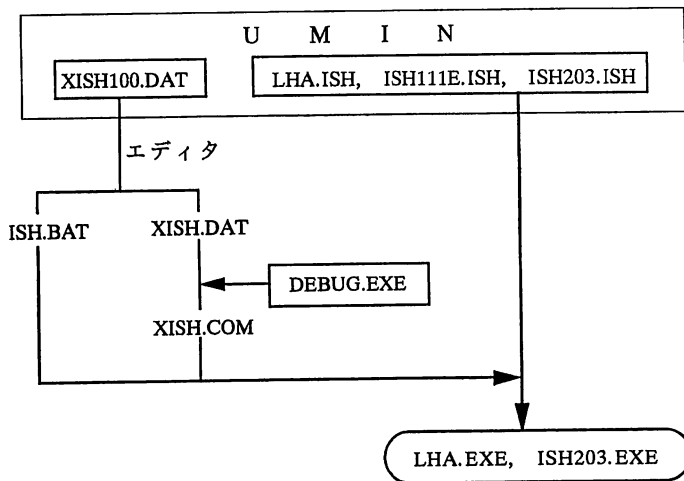 U M I N
XISH100.DAT
LHA.ISH, ISH111E.ISH, ISH203.ISH
エディタ
ISH.BAT
XISH.DAT
DEBUG.EXE
XISH.COM
LHA.EXE, ISH203.EXE